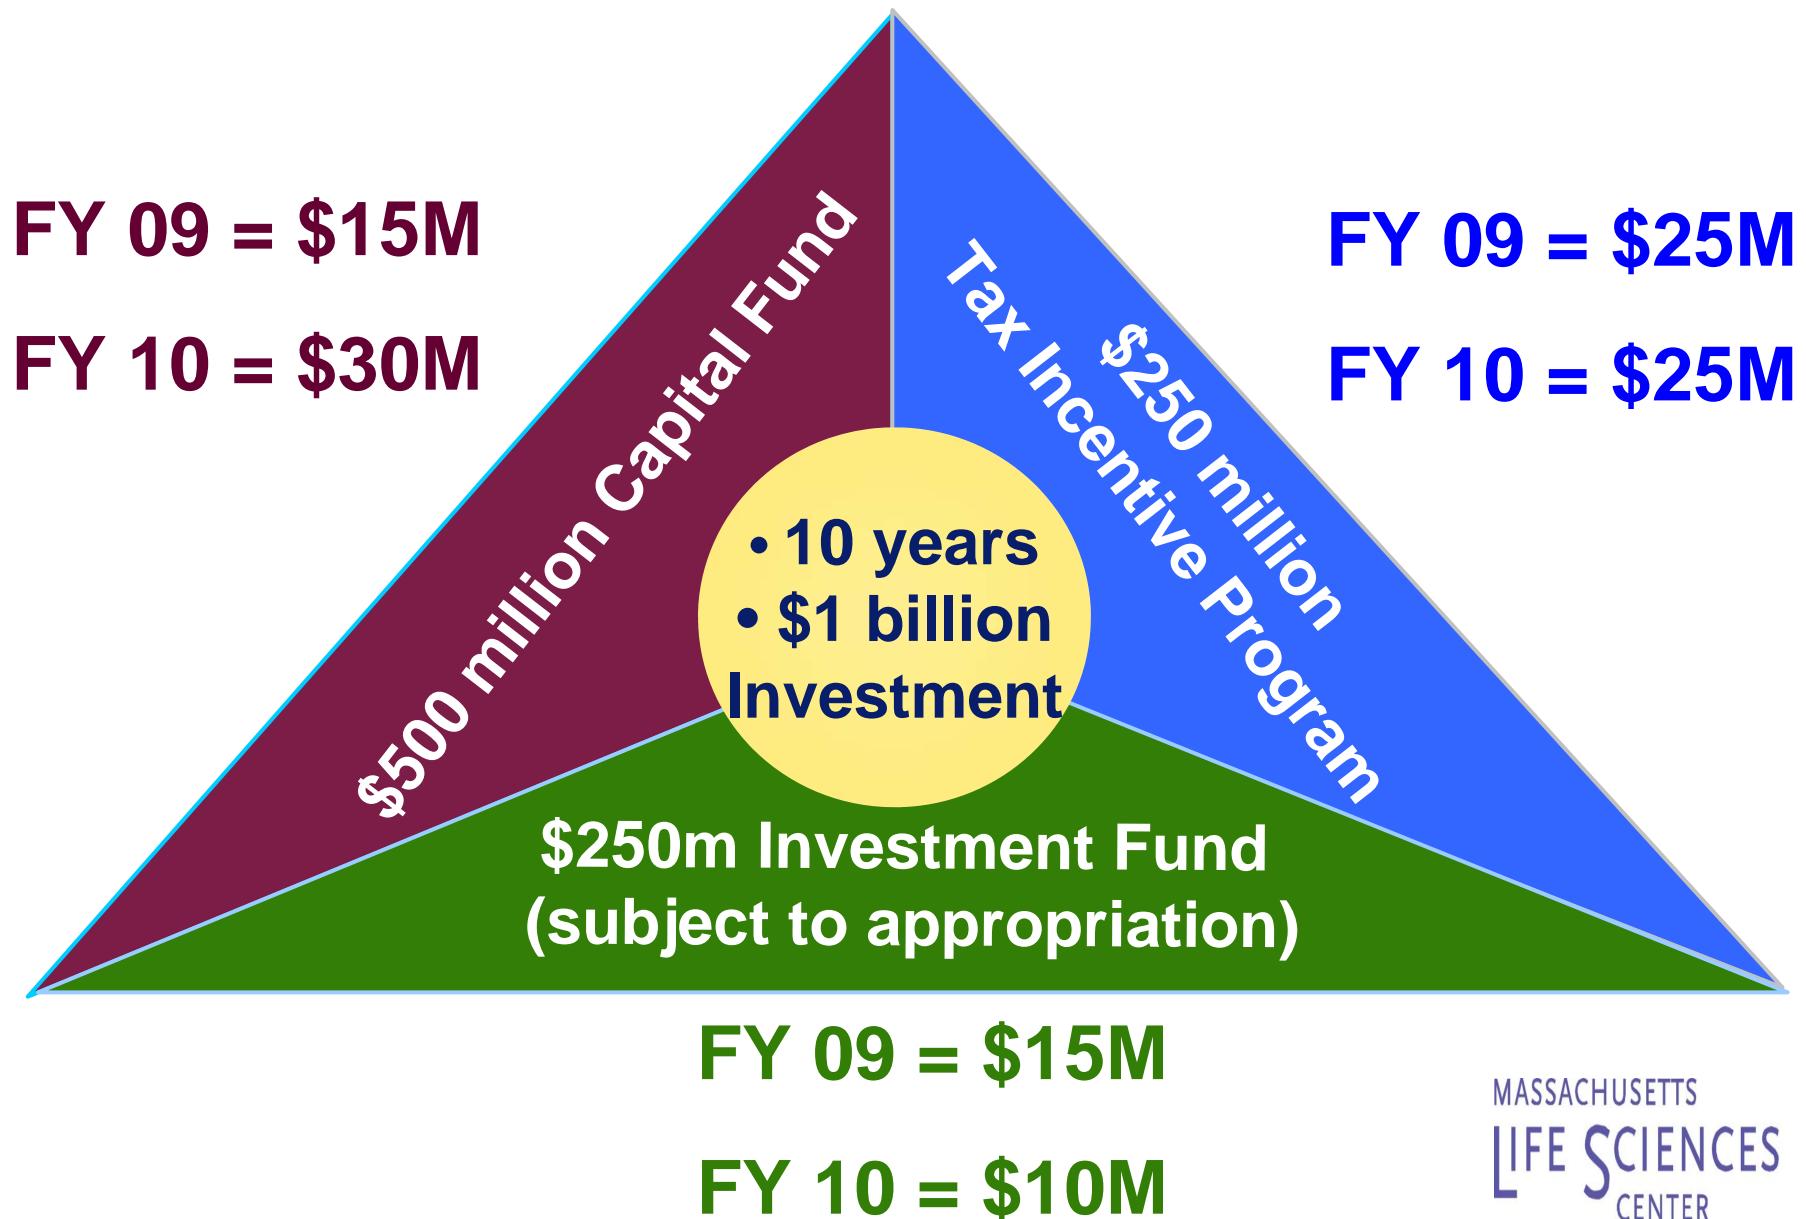 FY 09 = $15M
FY 10 = $30M
$500 million Capital Fund
$250 million
Tax Incentive Program
FY 09 = $25M
FY 10 = $25M
• 10 years
• $1 billion
Investment
$250m Investment Fund
(subject to appropriation)
FY 09 = $15M
FY 10 = $10M
MASSACHUSETTS
LIFE SCIENCES
CENTER